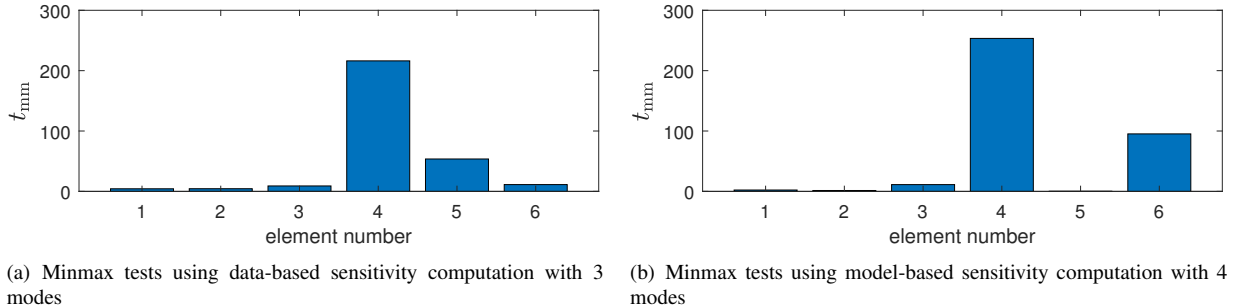 300
200
100
0
t_mm
1 2 3 4 5 6
element number
(a) Minmax tests using data-based sensitivity computation with 3
modes
300
200
100
0
t_mm
1 2 3 4 5 6
element number
(b) Minmax tests using model-based sensitivity computation with 4
modes